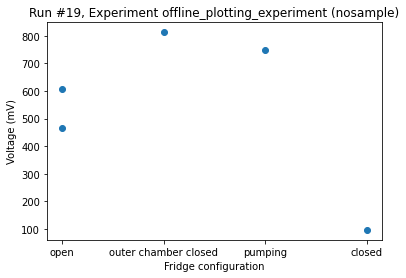 Run #19, Experiment offline_plotting_experiment (nosample)
Voltage (mV)
800
700
600
500
400
300
200
100
open outer chamber closed pumping closed
Fridge configuration